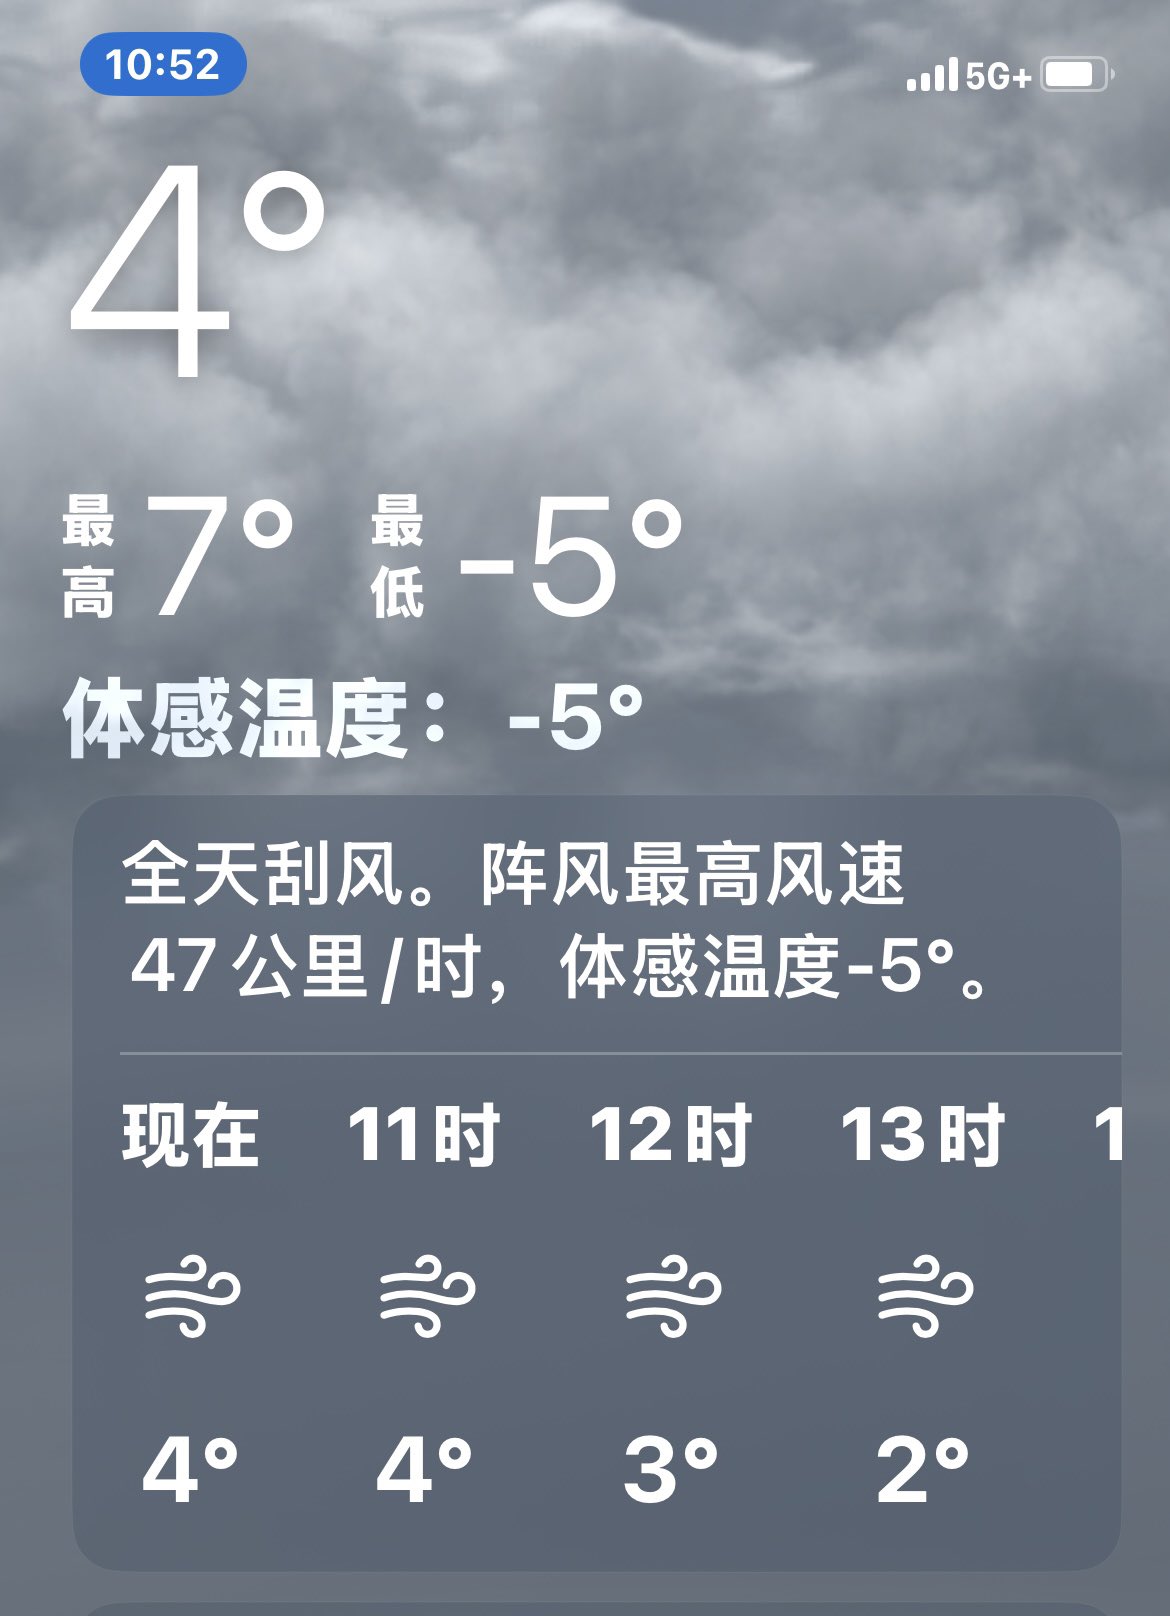 10:52 5G+
4°
最高 7° 最低 -5°
体感温度：-5°
全天刮风。阵风最高风速
47公里/时，体感温度-5°。
现在 11时 12时 13时 1
4° 4° 3° 2°